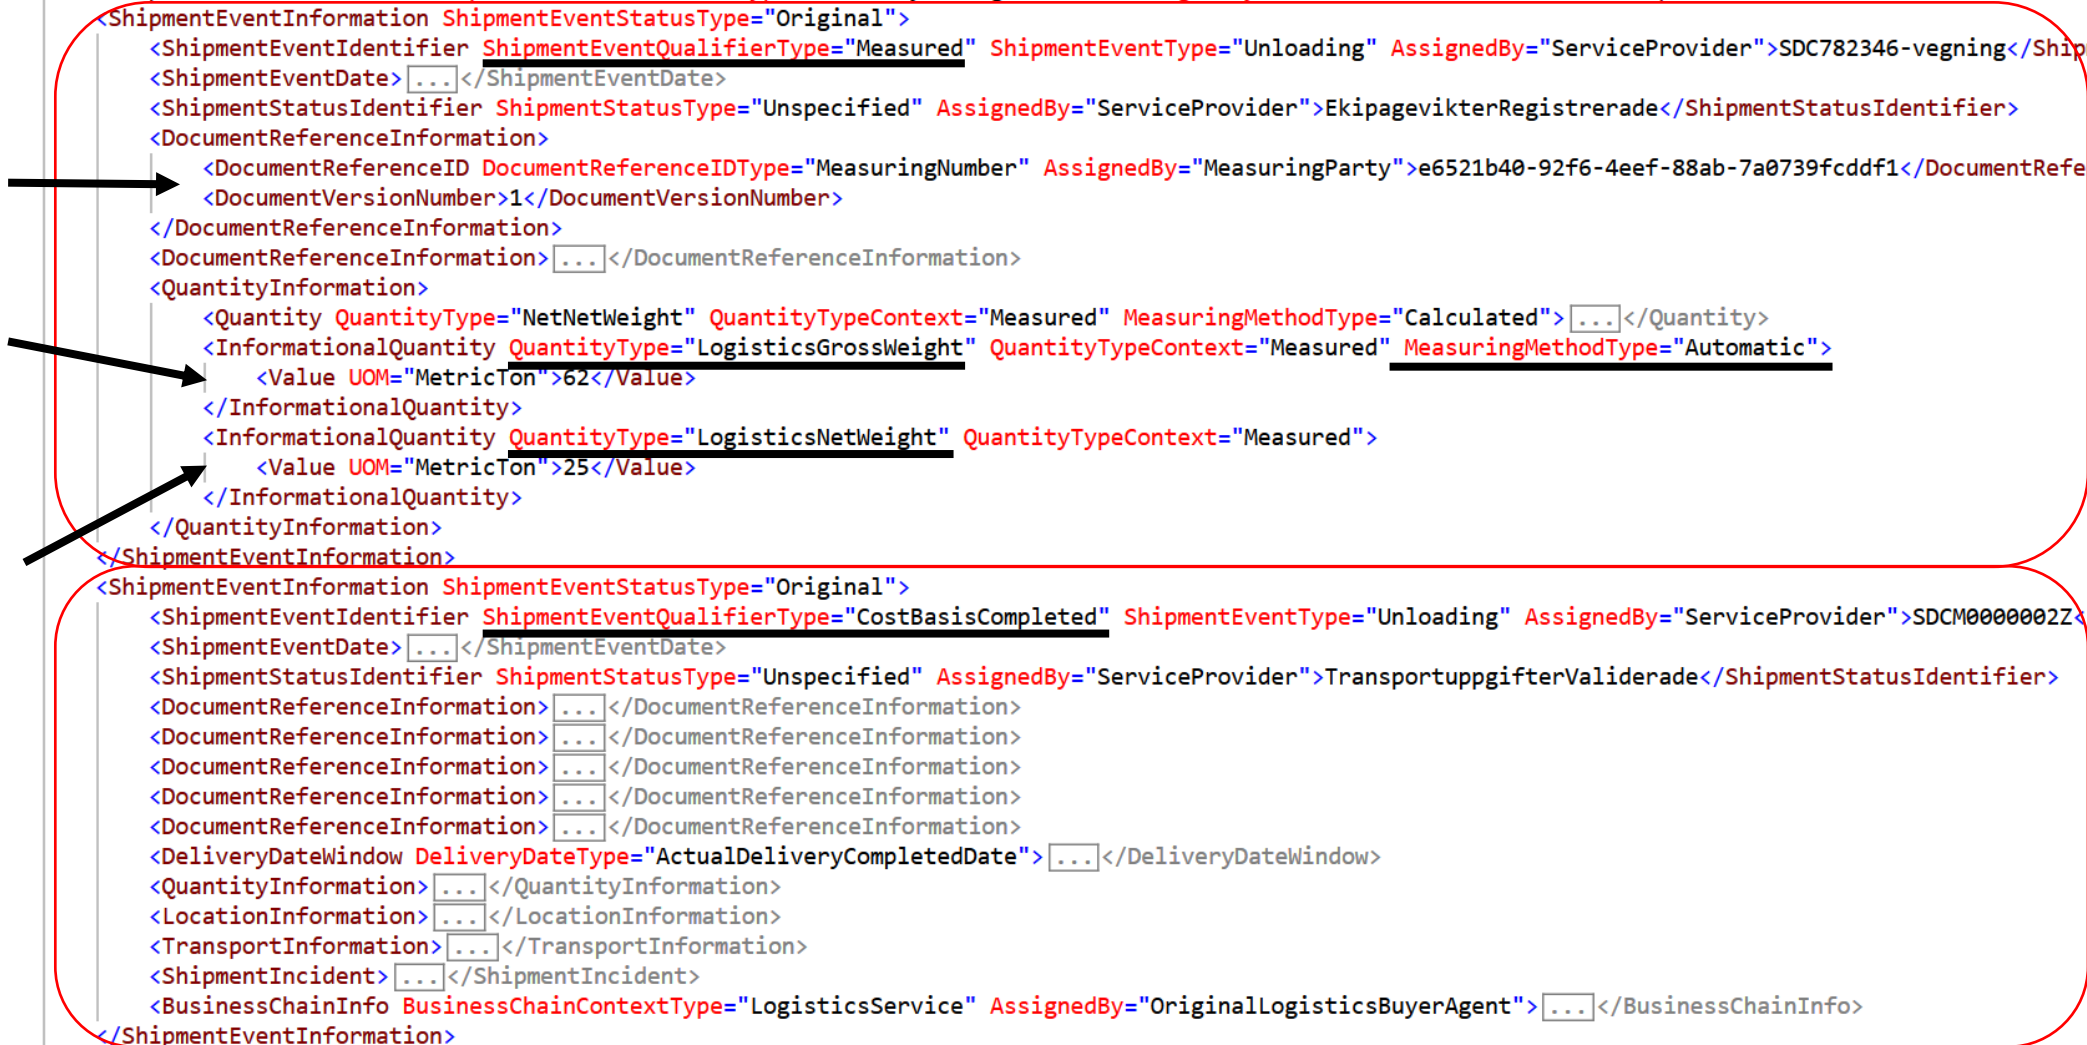 <ShipmentEventInformation ShipmentEventStatusType="Original">
<ShipmentEventIdentifier ShipmentEventQualifierType="Measured" ShipmentEventType="Unloading" AssignedBy="ServiceProvider">SDC782346-vegning</Ship
<ShipmentEventDate>...</ShipmentEventDate>
<ShipmentStatusIdentifier ShipmentStatusType="Unspecified" AssignedBy="ServiceProvider">EkipagevikterRegistrerade</ShipmentStatusIdentifier>
<DocumentReferenceInformation>
<DocumentReferenceID DocumentReferenceIDType="MeasuringNumber" AssignedBy="MeasuringParty">e6521b40-92f6-4eef-88ab-7a0739fcddf1</DocumentRefe
<DocumentVersionNumber>1</DocumentVersionNumber>
</DocumentReferenceInformation>
<DocumentReferenceInformation>...</DocumentReferenceInformation>
<QuantityInformation>
<Quantity QuantityType="NetNetWeight" QuantityTypeContext="Measured" MeasuringMethodType="Calculated">...</Quantity>
<InformationalQuantity QuantityType="LogisticsGrossWeight" QuantityTypeContext="Measured" MeasuringMethodType="Automatic">
<Value UOM="MetricTon">62</Value>
</InformationalQuantity>
<InformationalQuantity QuantityType="LogisticsNetWeight" QuantityTypeContext="Measured">
<Value UOM="MetricTon">25</Value>
</InformationalQuantity>
</QuantityInformation>
</ShipmentEventInformation>
<ShipmentEventInformation ShipmentEventStatusType="Original">
<ShipmentEventIdentifier ShipmentEventQualifierType="CostBasisCompleted" ShipmentEventType="Unloading" AssignedBy="ServiceProvider">SDCM0000002Z<
<ShipmentEventDate>...</ShipmentEventDate>
<ShipmentStatusIdentifier ShipmentStatusType="Unspecified" AssignedBy="ServiceProvider">TransportuppgifterValiderade</ShipmentStatusIdentifier>
<DocumentReferenceInformation>...</DocumentReferenceInformation>
<DocumentReferenceInformation>...</DocumentReferenceInformation>
<DocumentReferenceInformation>...</DocumentReferenceInformation>
<DocumentReferenceInformation>...</DocumentReferenceInformation>
<DocumentReferenceInformation>...</DocumentReferenceInformation>
<DeliveryDateWindow DeliveryDateType="ActualDeliveryCompletedDate">...</DeliveryDateWindow>
<QuantityInformation>...</QuantityInformation>
<LocationInformation>...</LocationInformation>
<TransportInformation>...</TransportInformation>
<ShipmentIncident>...</ShipmentIncident>
<BusinessChainInfo BusinessChainContextType="LogisticsService" AssignedBy="OriginalLogisticsBuyerAgent">...</BusinessChainInfo>
</ShipmentEventInformation>